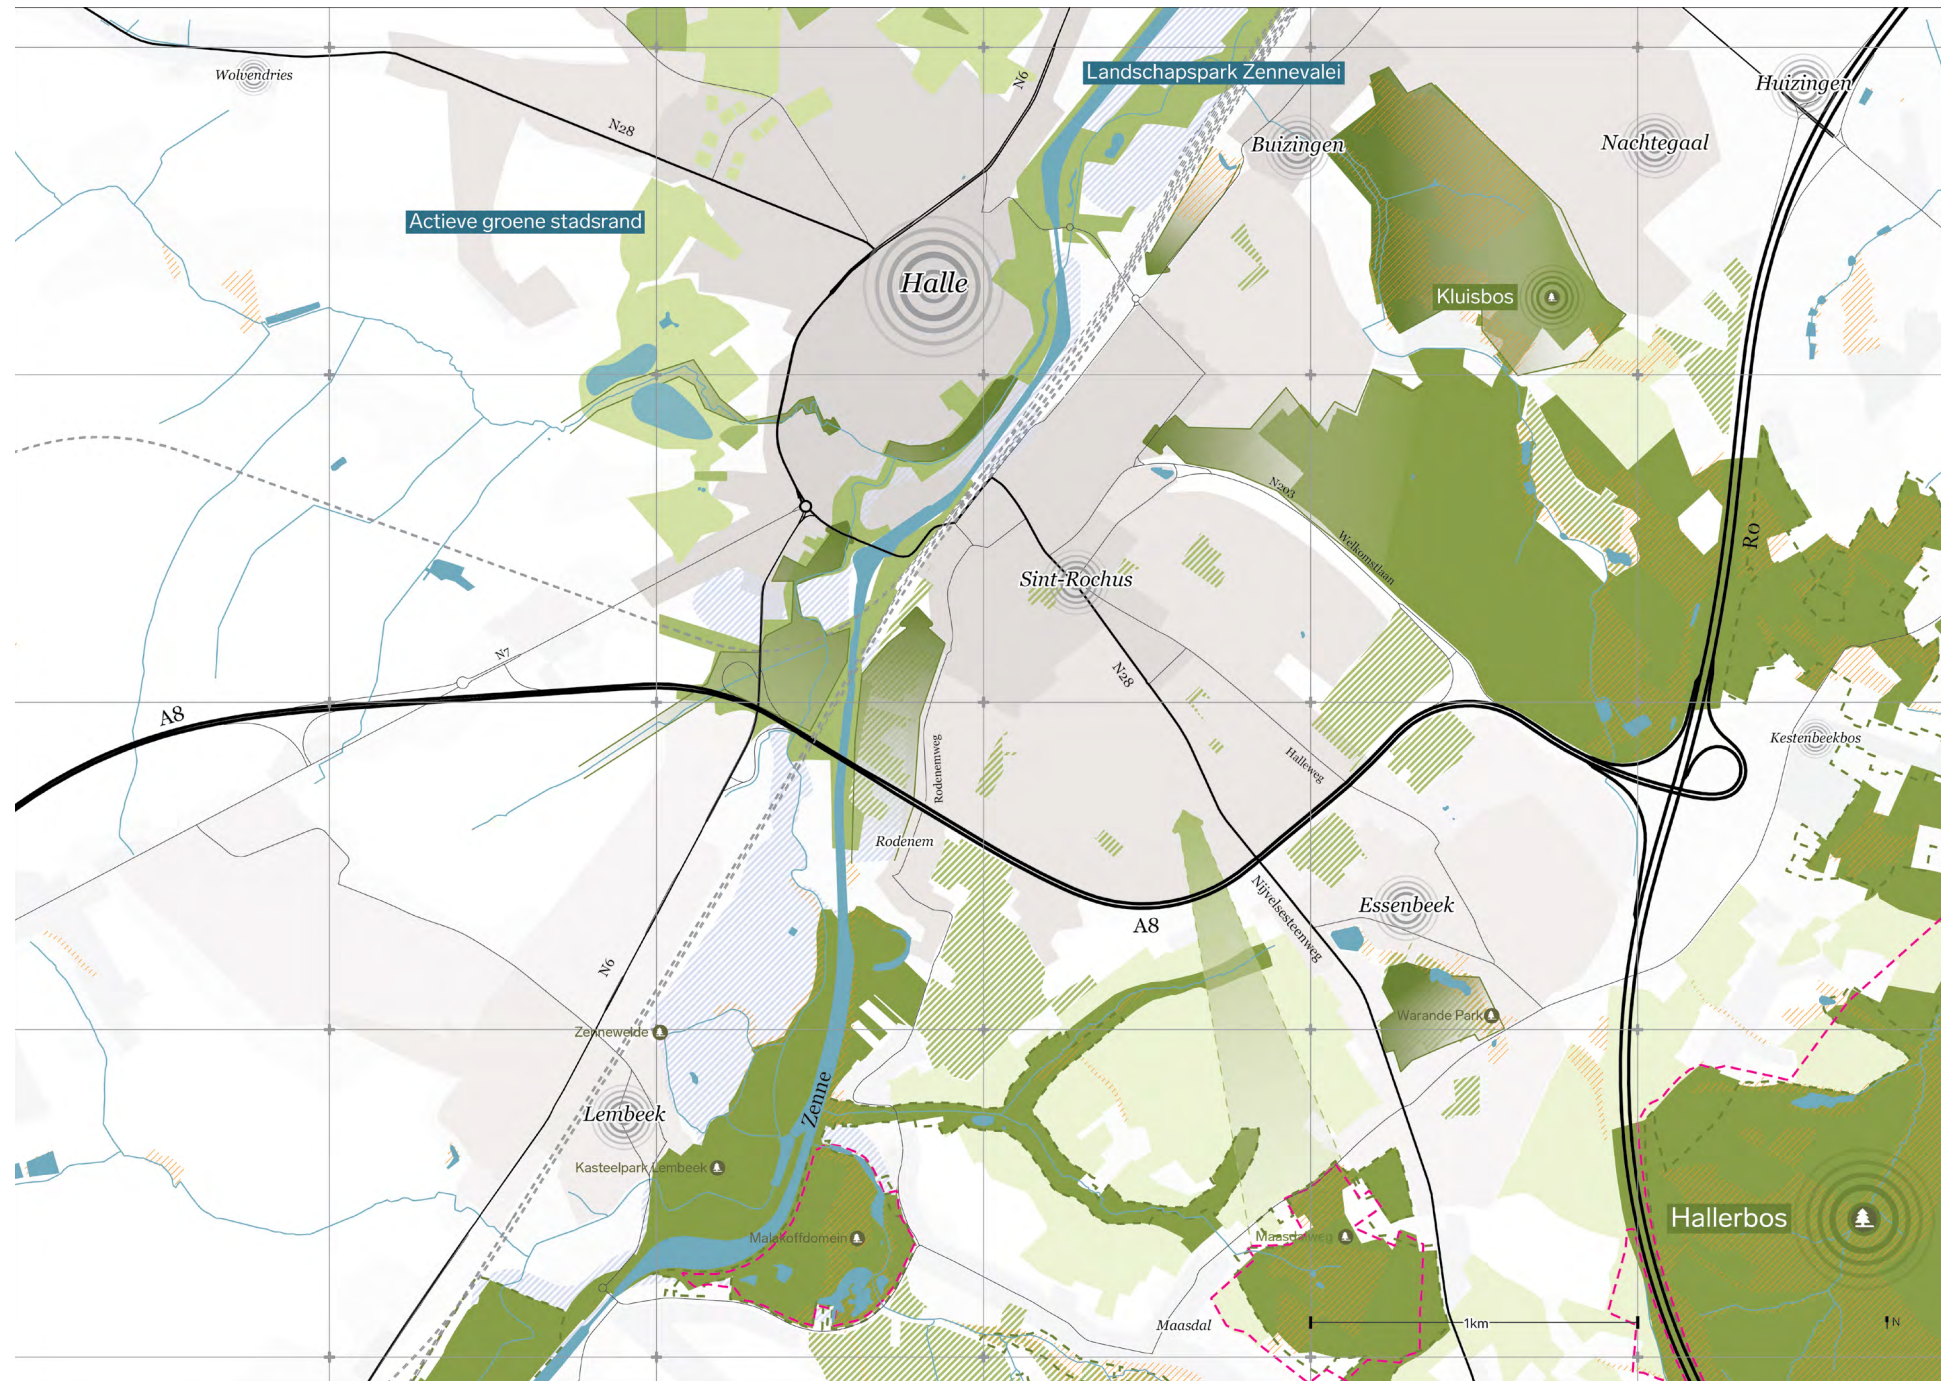 Wolvendries
N28
N6
Landschapspark Zennevalei
Huizingen
Buizingen
Nachtegaal
Actieve groene stadsrand
Halle
Kluisbos
N203
Welkomstlaan
R0
Sint-Rochus
N7
N28
A8
Kestenbeekbos
Rodenemweg
Halleweg
Rodenem
Essenbeek
A8
Nijvelsesteenweg
N6
Warande Park
Zennewelde
Zenne
Lembeek
Kasteelpark Lembeek
Hallerbos
Malakoffdomein
Maasdalweg
Maasdal
1km
N